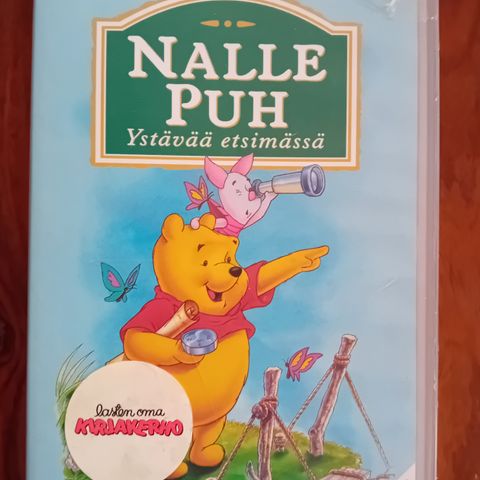 NALLE
PUH
Ystävää etsimässä
lasten oma
KIRJAKERHO